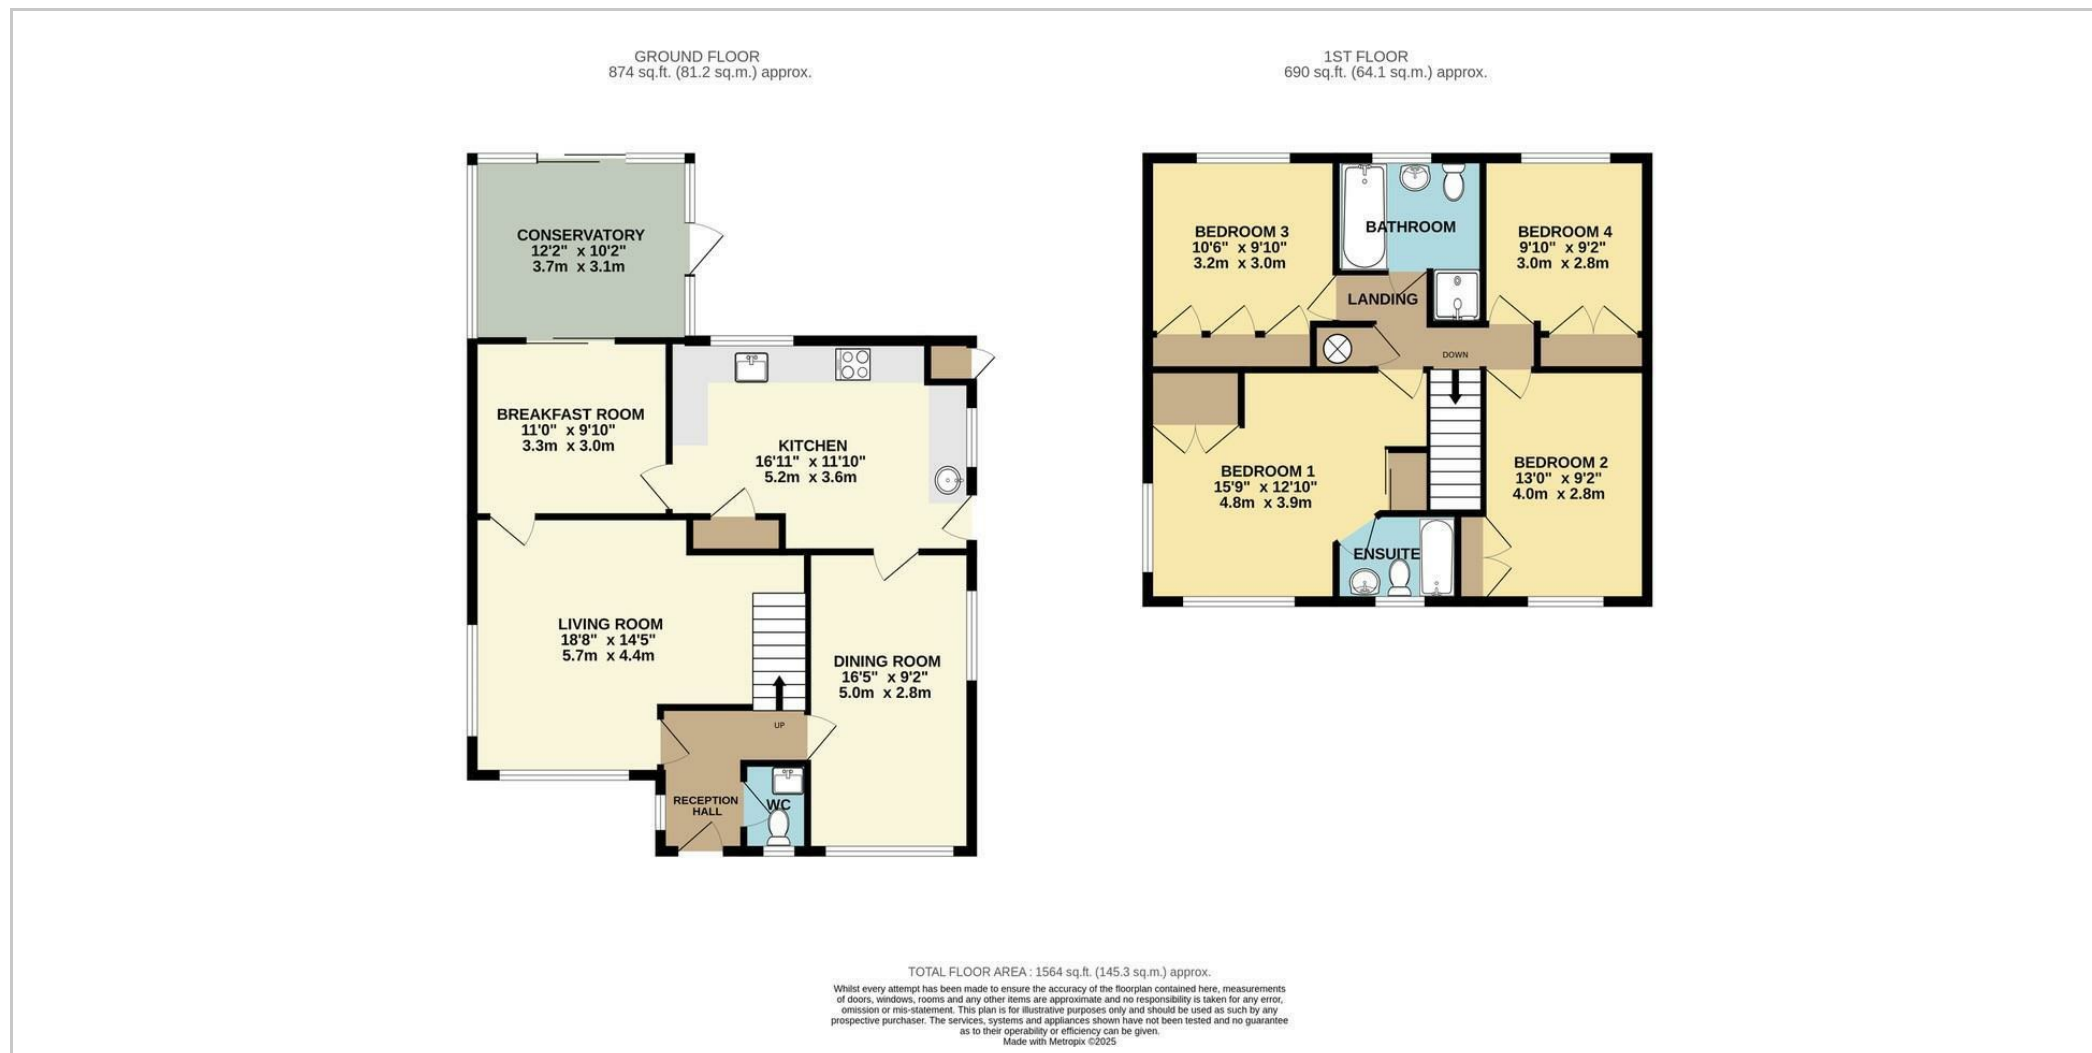 GROUND FLOOR
874 sq.ft. (81.2 sq.m.) approx.
CONSERVATORY
12'2" x 10'2"
3.7m x 3.1m
BREAKFAST ROOM
11'0" x 9'10"
3.3m x 3.0m
KITCHEN
16'11" x 11'10"
5.2m x 3.6m
LIVING ROOM
18'8" x 14'5"
5.7m x 4.4m
DINING ROOM
16'5" x 9'2"
5.0m x 2.8m
UP
RECEPTION
HALL
WC
1ST FLOOR
690 sq.ft. (64.1 sq.m.) approx.
BEDROOM 3
10'6" x 9'10"
3.2m x 3.0m
BATHROOM
BEDROOM 4
9'10" x 9'2"
3.0m x 2.8m
LANDING
DOWN
BEDROOM 1
15'9" x 12'10"
4.8m x 3.9m
BEDROOM 2
13'0" x 9'2"
4.0m x 2.8m
ENSUITE
TOTAL FLOOR AREA : 1564 sq.ft. (145.3 sq.m.) approx.
Whilst every attempt has been made to ensure the accuracy of the floorplan contained here, measurements
of doors, windows, rooms and any other items are approximate and no responsibility is taken for any error,
omission or mis-statement. This plan is for illustrative purposes only and should be used as such by any
prospective purchaser. The services, systems and appliances shown have not been tested and no guarantee
as to their operability or efficiency can be given.
Made with Metropix ©2025